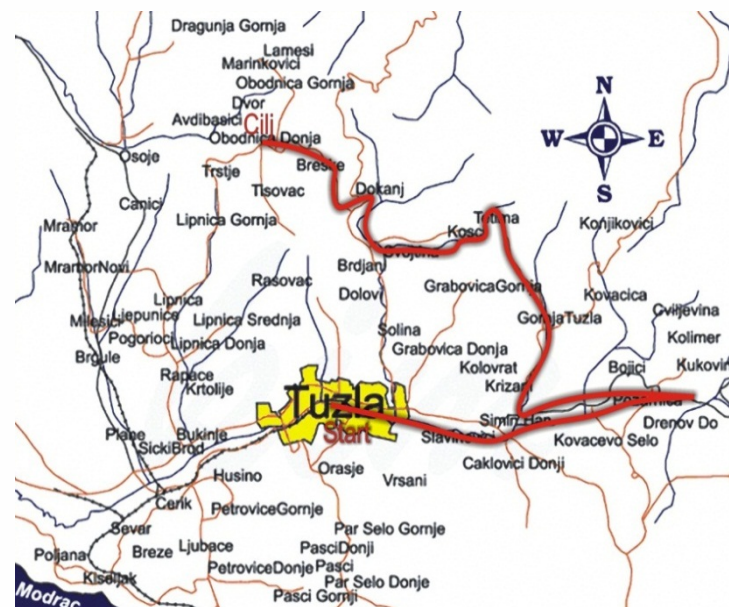 Dragunja Gornja
Lamesi
Marinkovici
Obodnica Gornja
Dvor
Avdibasici
Cilj
Obodnica Donja
Osoje
Breske
Trstje
Tisovac
Dokanj
Canici
Lipnica Gornja
Mramor
Kosci
Tetima
Konjikovici
MramorNovi
Brdjani
Rasovac
Dolovi
GrabovicaGornja
Kovacica
Lipnica
Ljepunice
Milesici
Lipnica Srednja
Solina
GornjaTuzla
Cviljevina
Pogorioci
Lipnica Donja
Grabovica Donja
Kolimer
Brgule
Kolovrat
Bojici
Kukovina
Rapace
Krtolije
Krizani
Tuzla
Pozarnica
Start
Simin Han
Slavinovici
Drenov Do
Plane
Bukinje
SickiBrod
Kovacevo Selo
Caklovici Donji
Husino
Orasje
Vrsani
Cerik
PetroviceGornje
Sevar
Par Selo Gornje
Poljana
Breze
Ljubace
PasciDonji
PetroviceDonje
Pasci
Kiseljak
Par Selo Donje
Pasci Gornji
Modrac
N
W
E
S